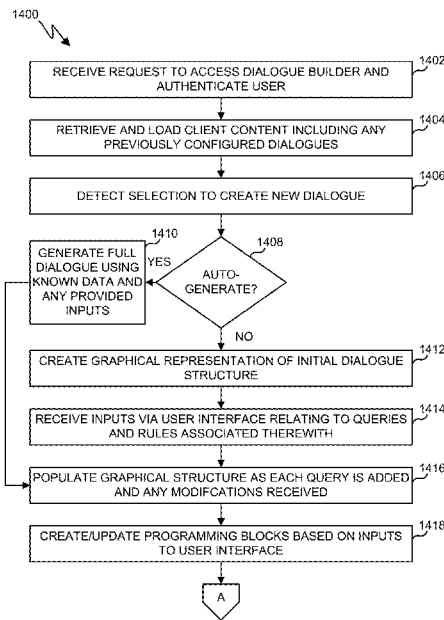 1400
1402
RECEIVE REQUEST TO ACCESS DIALOGUE BUILDER AND
AUTHENTICATE USER
1404
RETRIEVE AND LOAD CLIENT CONTENT INCLUDING ANY
PREVIOUSLY CONFIGURED DIALOGUES
1406
DETECT SELECTION TO CREATE NEW DIALOGUE
1410
GENERATE FULL
DIALOGUE USING
KNOWN DATA AND
ANY PROVIDED
INPUTS
YES
1408
AUTO-
GENERATE?
NO
1412
CREATE GRAPHICAL REPRESENTATION OF INITIAL DIALOGUE
STRUCTURE
1414
RECEIVE INPUTS VIA USER INTERFACE RELATING TO QUERIES
AND RULES ASSOCIATED THEREWITH
1416
POPULATE GRAPHICAL STRUCTURE AS EACH QUERY IS ADDED
AND ANY MODIFCATIONS RECEIVED
1418
CREATE/UPDATE PROGRAMMING BLOCKS BASED ON INPUTS
TO USER INTERFACE
A